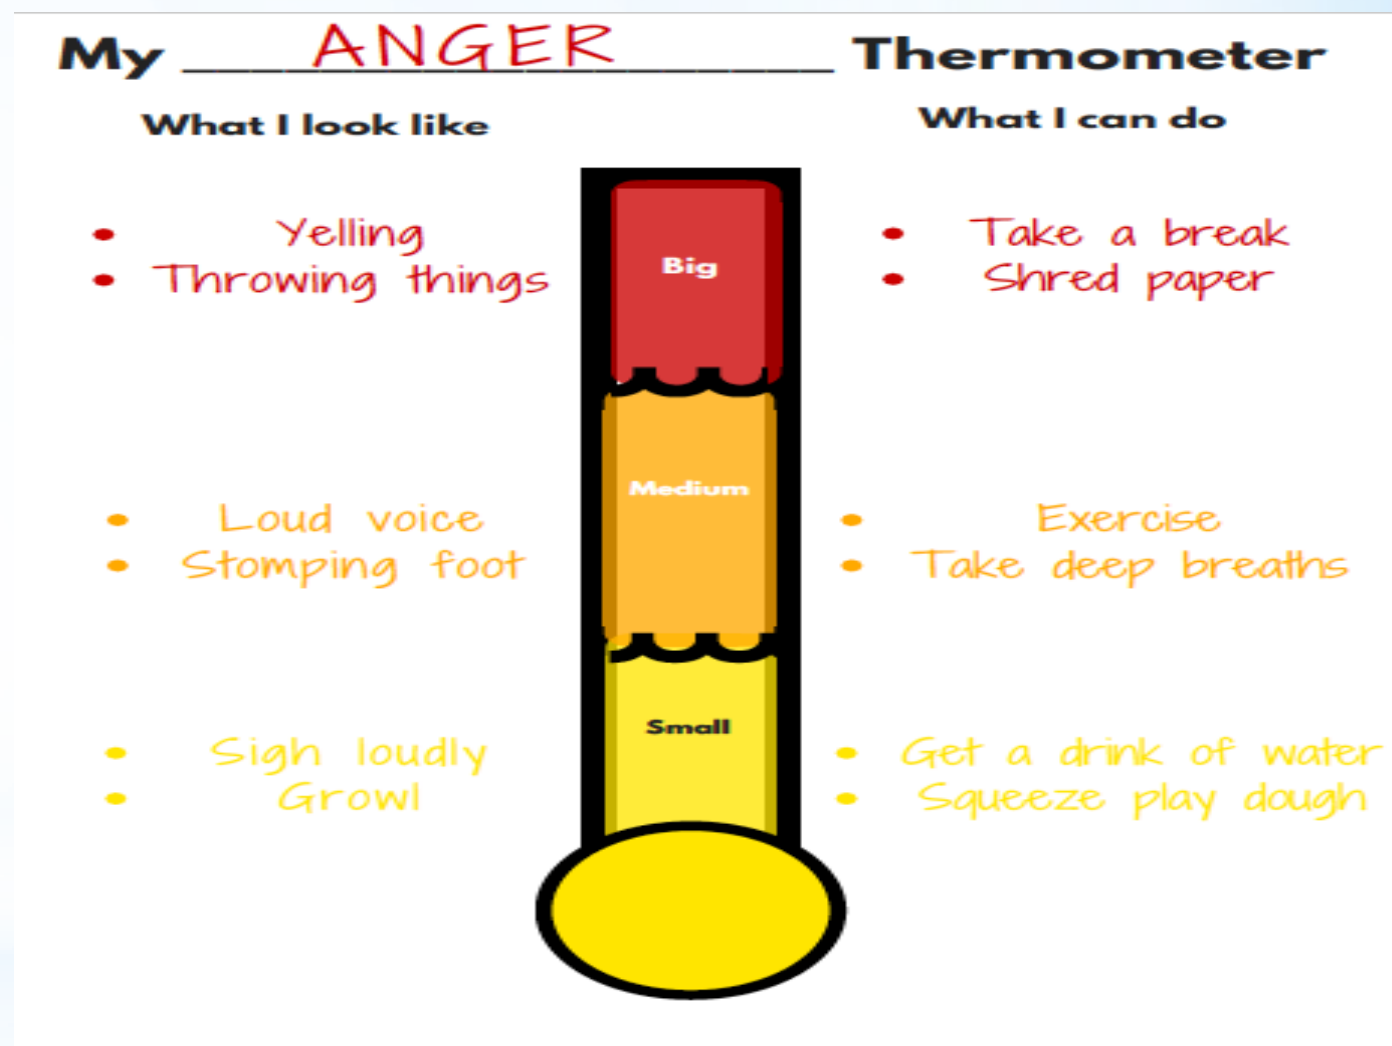 My ANGER Thermometer
What I look like
What I can do
• Yelling
• Throwing things
Big
• Take a break
• Shred paper
• Loud voice
• Stomping foot
Medium
• Exercise
• Take deep breaths
• Sigh loudly
• Growl
Small
• Get a drink of water
• Squeeze play dough